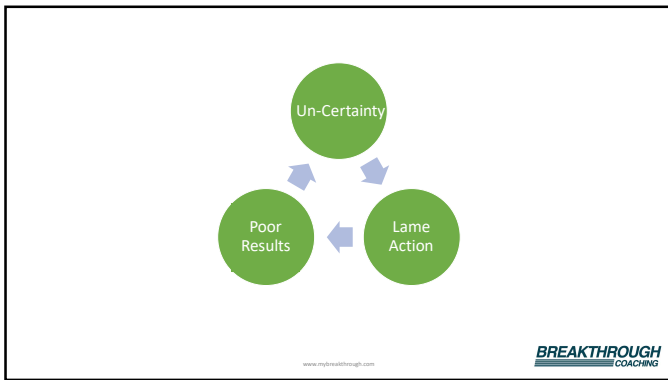 Un-Certainty
Poor
Results
Lame
Action
www.mybreakthrough.com
BREAKTHROUGH
COACHING